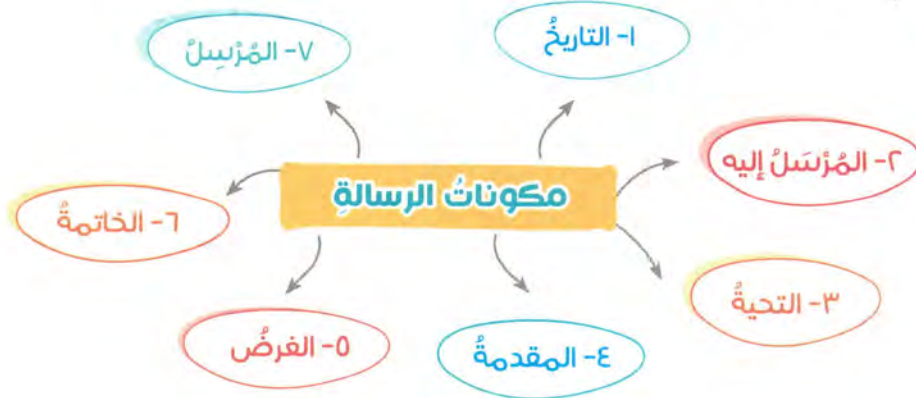 مكوناتُ الرسالةِ
١- التاريخُ
٢- المُرْسَلُ إليه
٣- التحيةُ
٤- المقدمةُ
٥- الغرضُ
٦- الخاتمةُ
٧- المُرْسِلُ